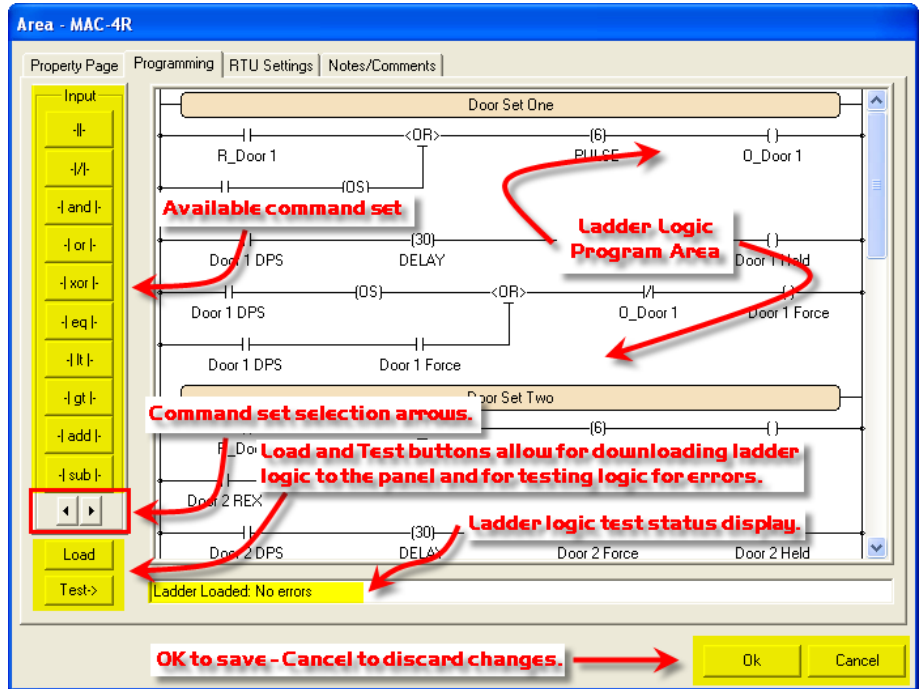 Area - MAC-4R
Property Page Programming RTU Settings Notes/Comments
Input
-||-
-|/|-
-| and |-
-| or |-
-| xor |-
-| eq |-
-| lt |-
-| gt |-
-| add |-
-| sub |-
Load
Test->
Door Set One
<OR> (6) ( )
R_Door 1 PULSE O_Door 1
(OS)
Available command set
Ladder Logic
Program Area
(30) ( )
Door 1 DPS DELAY Door 1 Held
(OS) <OR> |/| ( )
Door 1 DPS O_Door 1 Door 1 Force
Door 1 DPS Door 1 Force
Door Set Two
Command set selection arrows.
(6) ( )
Load and Test buttons allow for downloading ladder
logic to the panel and for testing logic for errors.
Door 2 REX
Ladder logic test status display.
(30)
Door 2 DPS DELAY Door 2 Force Door 2 Held
Ladder Loaded: No errors
OK to save - Cancel to discard changes.
Ok Cancel